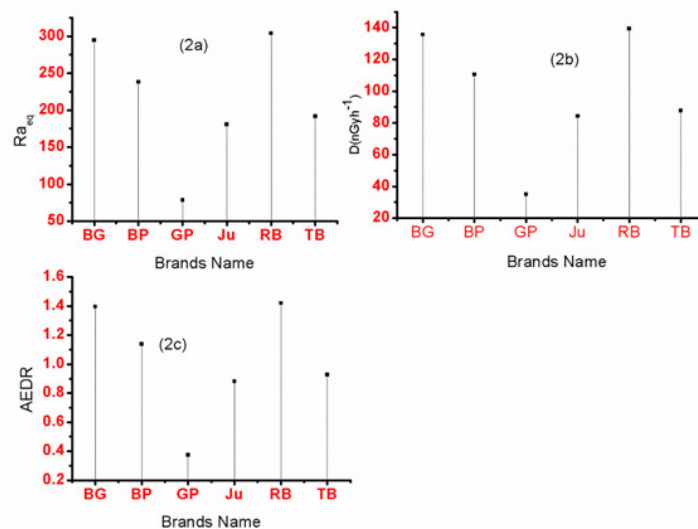 (2a)
Ra_eq
300
250
200
150
100
50
BG BP GP Ju RB TB
Brands Name
(2b)
D(nGyh⁻¹)
140
120
100
80
60
40
20
BG BP GP Ju RB TB
Brands Name
(2c)
AEDR
1.6
1.4
1.2
1.0
0.8
0.6
0.4
0.2
BG BP GP Ju RB TB
Brands Name